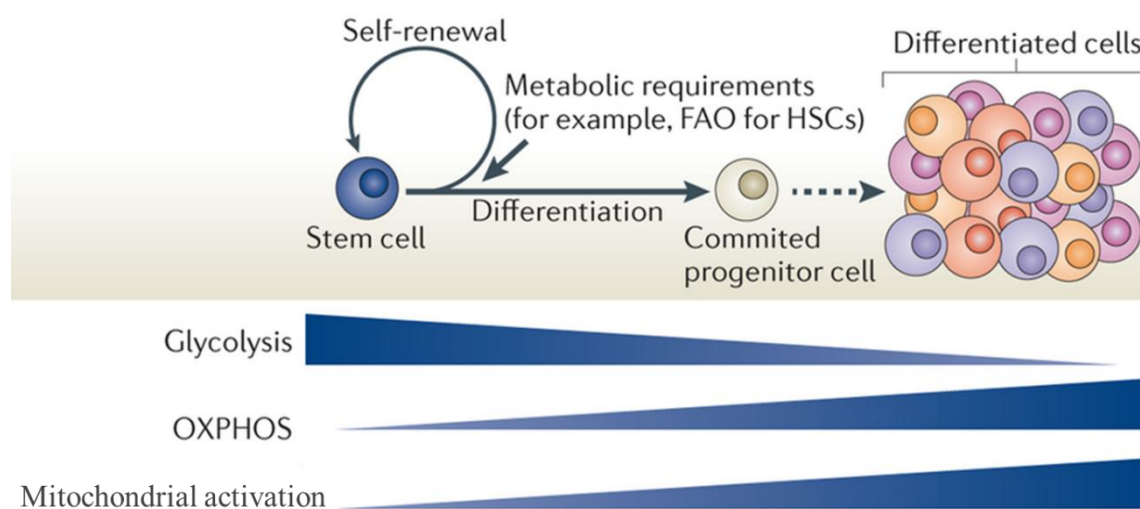 Self-renewal
Differentiated cells
Metabolic requirements
(for example, FAO for HSCs)
Differentiation
Stem cell
Commited
progenitor cell
Glycolysis
OXPHOS
Mitochondrial activation